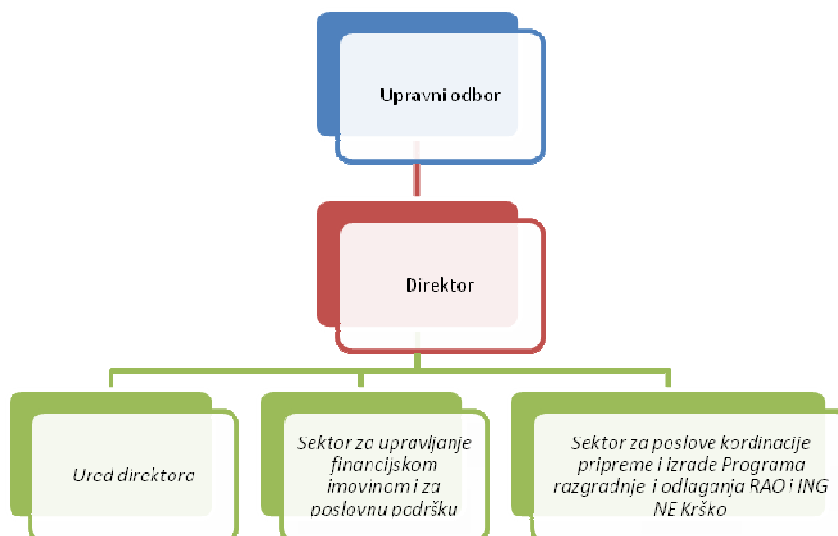 Upravni odbor
Direktor
Ured direktora
Sektor za upravljanje
financijskom
imovinom i za
poslovnu podršku
Sektor za poslove kordinacije
pripreme i izrade Programa
razgradnje i odlaganja RAO i ING
NE Krško